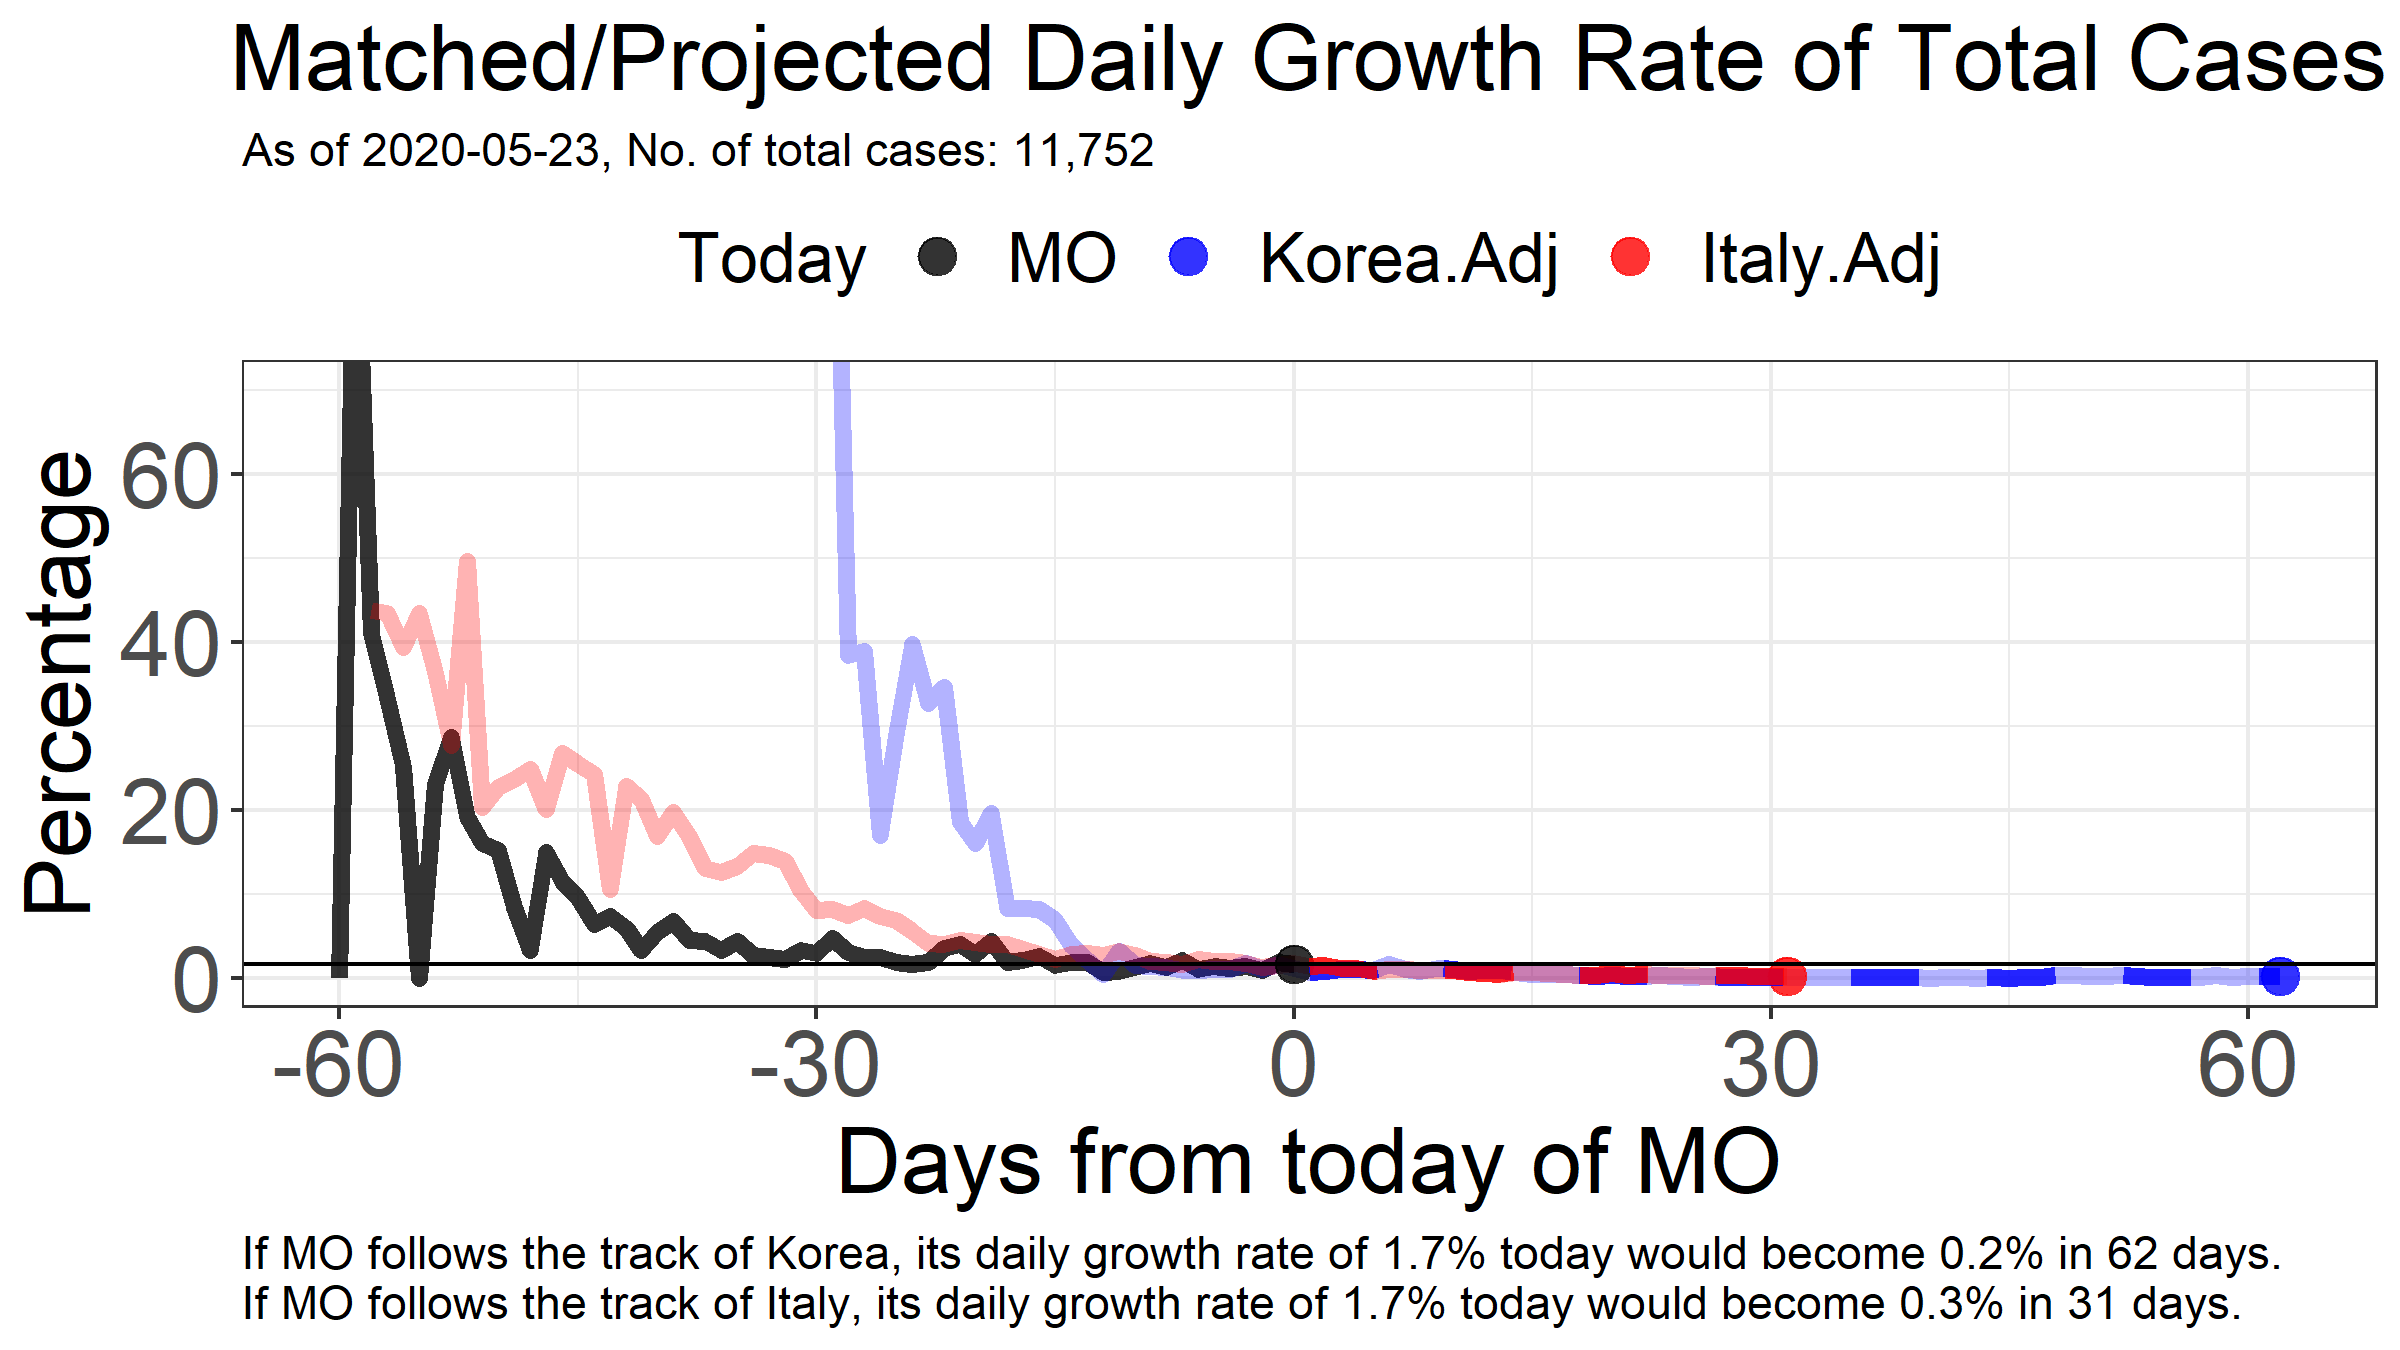 Matched/Projected Daily Growth Rate of Total Cases
As of 2020-05-23, No. of total cases: 11,752
Today MO Korea.Adj Italy.Adj
Percentage
60
40
20
0
-60 -30 0 30 60
Days from today of MO
If MO follows the track of Korea, its daily growth rate of 1.7% today would become 0.2% in 62 days.
If MO follows the track of Italy, its daily growth rate of 1.7% today would become 0.3% in 31 days.